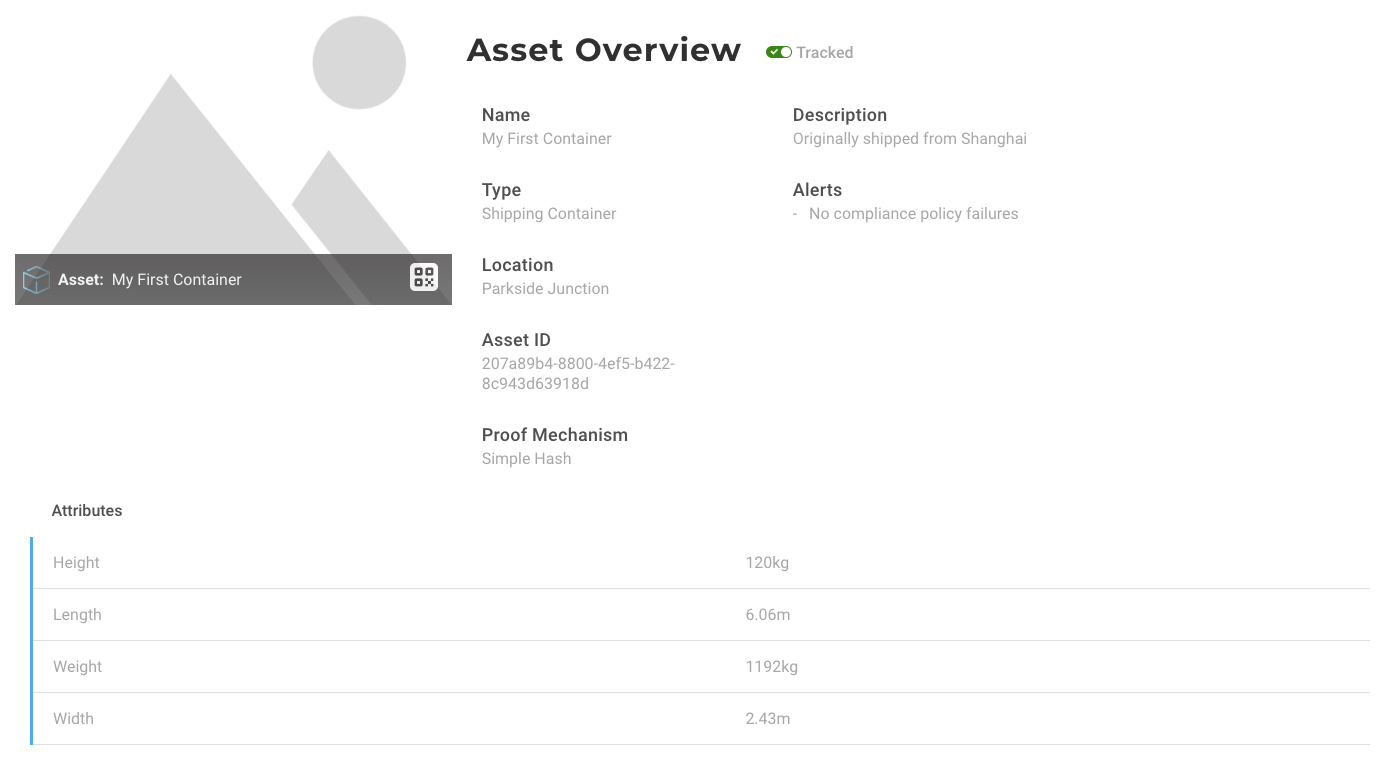 Asset Overview
Tracked
Asset: My First Container
Name
My First Container
Description
Originally shipped from Shanghai
Type
Shipping Container
Alerts
- No compliance policy failures
Location
Parkside Junction
Asset ID
207a89b4-8800-4ef5-b422-
8c943d63918d
Proof Mechanism
Simple Hash
Attributes
Height 120kg
Length 6.06m
Weight 1192kg
Width 2.43m